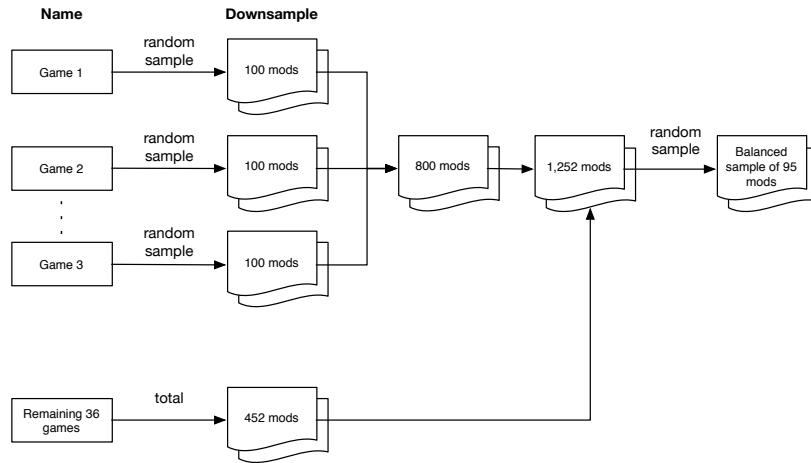 Name
Downsample
Game 1
random
sample
100 mods
Game 2
random
sample
100 mods
800 mods
1,252 mods
random
sample
Balanced
sample of 95
mods
Game 3
random
sample
100 mods
Remaining 36
games
total
452 mods